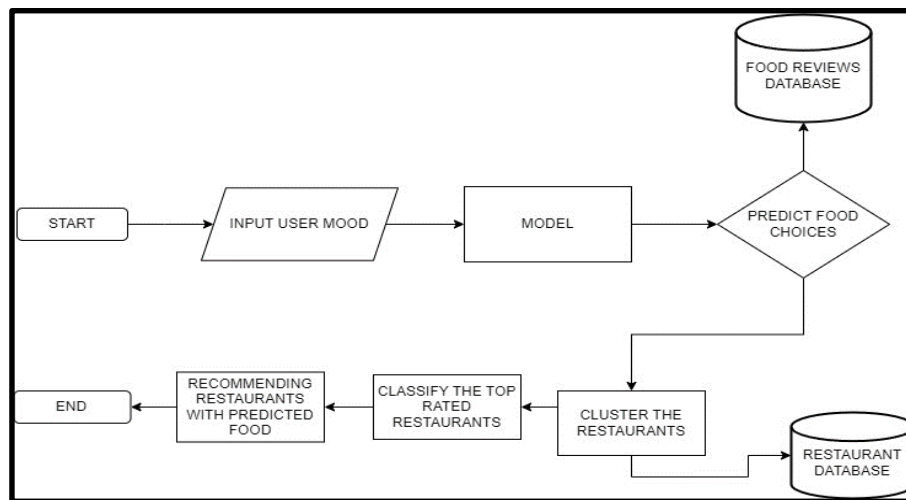 FOOD REVIEWS
DATABASE
START
INPUT USER MOOD
MODEL
PREDICT FOOD
CHOICES
END
RECOMMENDING
RESTAURANTS
WITH PREDICTED
FOOD
CLASSIFY THE TOP
RATED
RESTAURANTS
CLUSTER THE
RESTAURANTS
RESTAURANT
DATABASE